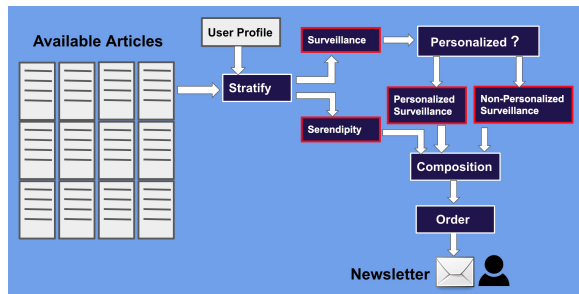 Available Articles
User Profile
Stratify
Surveillance
Serendipity
Personalized ?
Personalized
Surveillance
Non-Personalized
Surveillance
Composition
Order
Newsletter